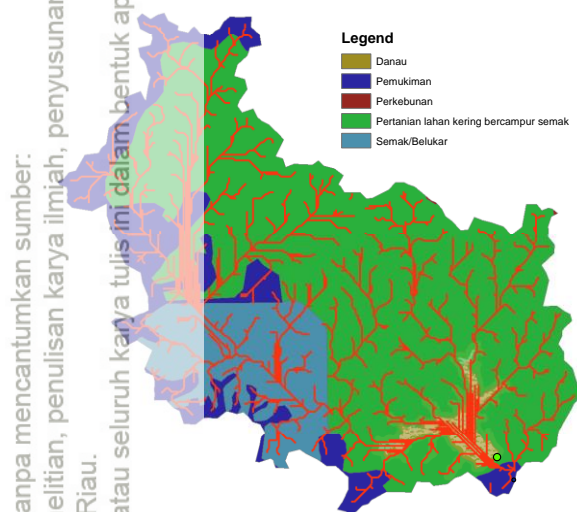 Legend
Danau
Pemukiman
Perkebunan
Pertanian lahan kering bercampur semak
Semak/Belukar
anpa mencantumkan sumber:
elitian, penulisan karya ilmiah, penyusunan
Riau.
atau seluruh karya tulis ini dalam bentuk ap